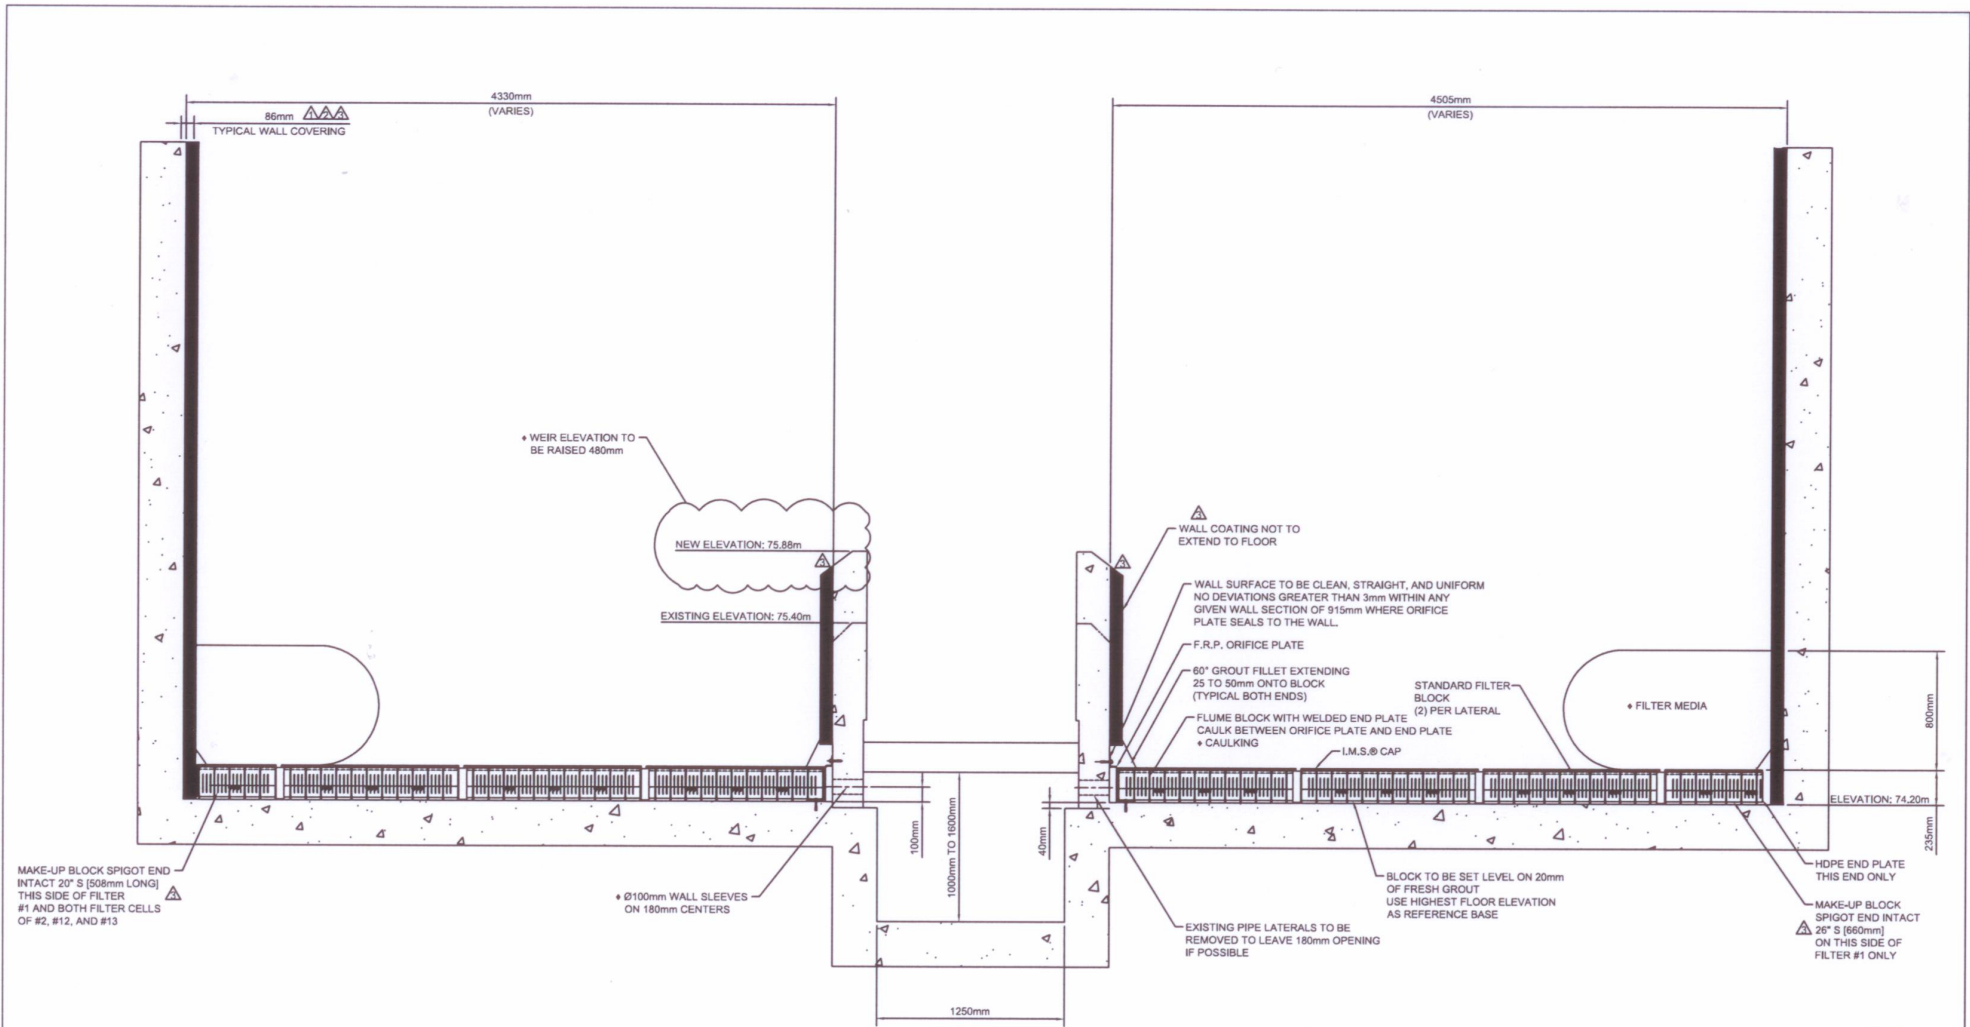 4330mm
(VARIES)
4505mm
(VARIES)
86mm 1 2 3
TYPICAL WALL COVERING
♦ WEIR ELEVATION TO
BE RAISED 480mm
NEW ELEVATION: 75.88m
3
EXISTING ELEVATION: 75.40m
3
WALL COATING NOT TO
EXTEND TO FLOOR
3
WALL SURFACE TO BE CLEAN, STRAIGHT, AND UNIFORM
NO DEVIATIONS GREATER THAN 3mm WITHIN ANY
GIVEN WALL SECTION OF 915mm WHERE ORIFICE
PLATE SEALS TO THE WALL.
F.R.P. ORIFICE PLATE
60° GROUT FILLET EXTENDING
25 TO 50mm ONTO BLOCK
(TYPICAL BOTH ENDS)
FLUME BLOCK WITH WELDED END PLATE
CAULK BETWEEN ORIFICE PLATE AND END PLATE
♦ CAULKING
I.M.S.® CAP
STANDARD FILTER
BLOCK
(2) PER LATERAL
♦ FILTER MEDIA
800mm
ELEVATION: 74.20m
235mm
MAKE-UP BLOCK SPIGOT END
INTACT 20" S [508mm LONG]
THIS SIDE OF FILTER 3
#1 AND BOTH FILTER CELLS
OF #2, #12, AND #13
♦ Ø100mm WALL SLEEVES
ON 180mm CENTERS
100mm
1000mm TO 1600mm
40mm
1250mm
EXISTING PIPE LATERALS TO BE
REMOVED TO LEAVE 180mm OPENING
IF POSSIBLE
BLOCK TO BE SET LEVEL ON 20mm
OF FRESH GROUT
USE HIGHEST FLOOR ELEVATION
AS REFERENCE BASE
HDPE END PLATE
THIS END ONLY
MAKE-UP BLOCK
SPIGOT END INTACT
3 26" S [660mm]
ON THIS SIDE OF
FILTER #1 ONLY